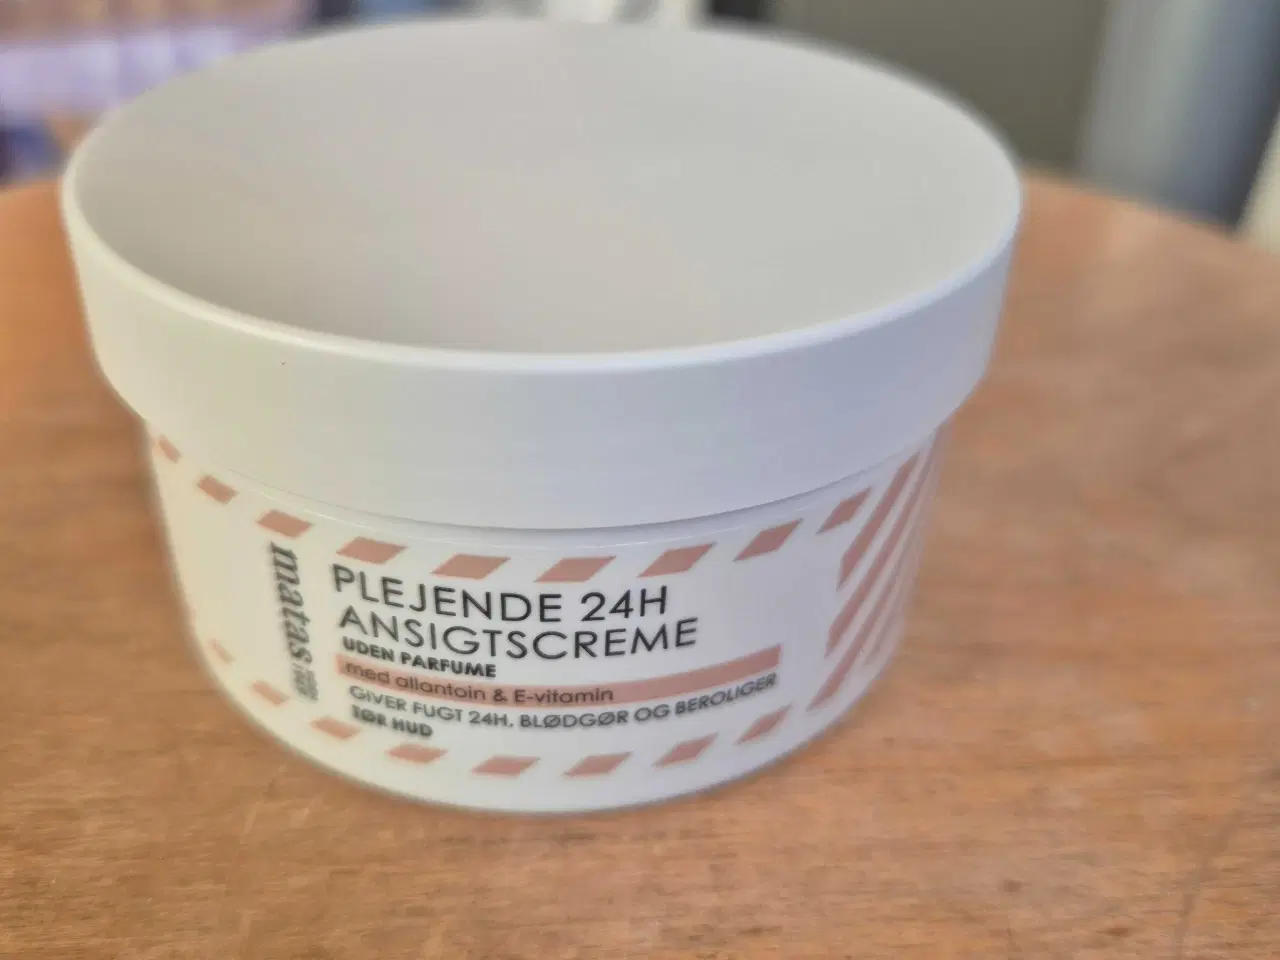 matas
PLEJENDE 24H
ANSIGTSCREME
UDEN PARFUME
med allantoin & E-vitamin
GIVER FUGT 24H, BLØDGØR OG BEROLIGER
TØR HUD